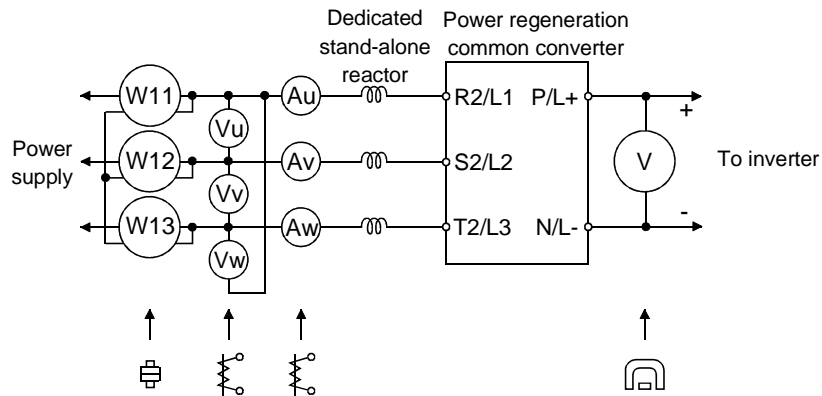 Dedicated
stand-alone
reactor
Power regeneration
common converter
W11
Au
R2/L1
P/L+
+
Vu
Power
supply
W12
Av
S2/L2
V
To inverter
Vv
W13
Aw
T2/L3
N/L-
-
Vw